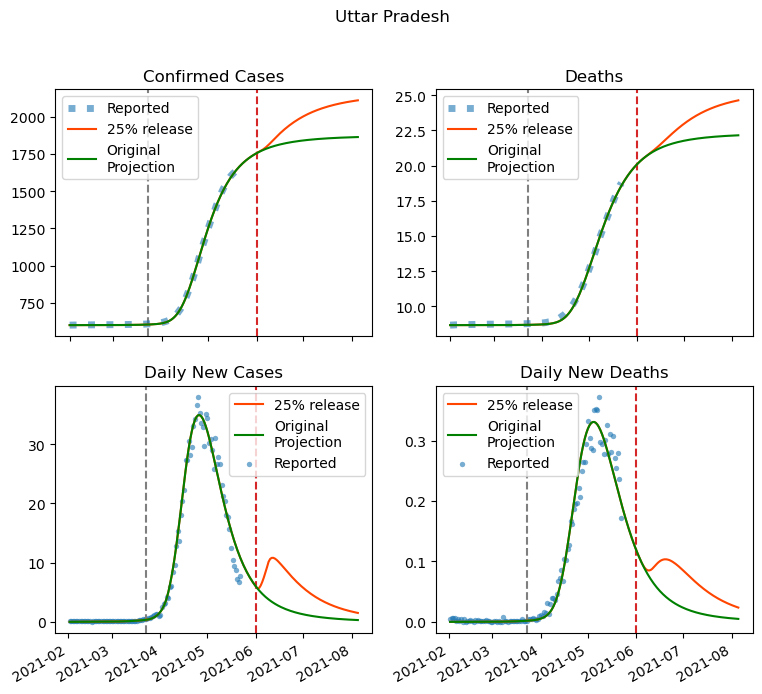 Uttar Pradesh
Confirmed Cases
Reported
25% release
Original
Projection
2000
1750
1500
1250
1000
750
Deaths
Reported
25% release
Original
Projection
25.0
22.5
20.0
17.5
15.0
12.5
10.0
Daily New Cases
25% release
Original
Projection
Reported
30
20
10
0
2021-02
2021-03
2021-04
2021-05
2021-06
2021-07
2021-08
Daily New Deaths
25% release
Original
Projection
Reported
0.3
0.2
0.1
0.0
2021-02
2021-03
2021-04
2021-05
2021-06
2021-07
2021-08